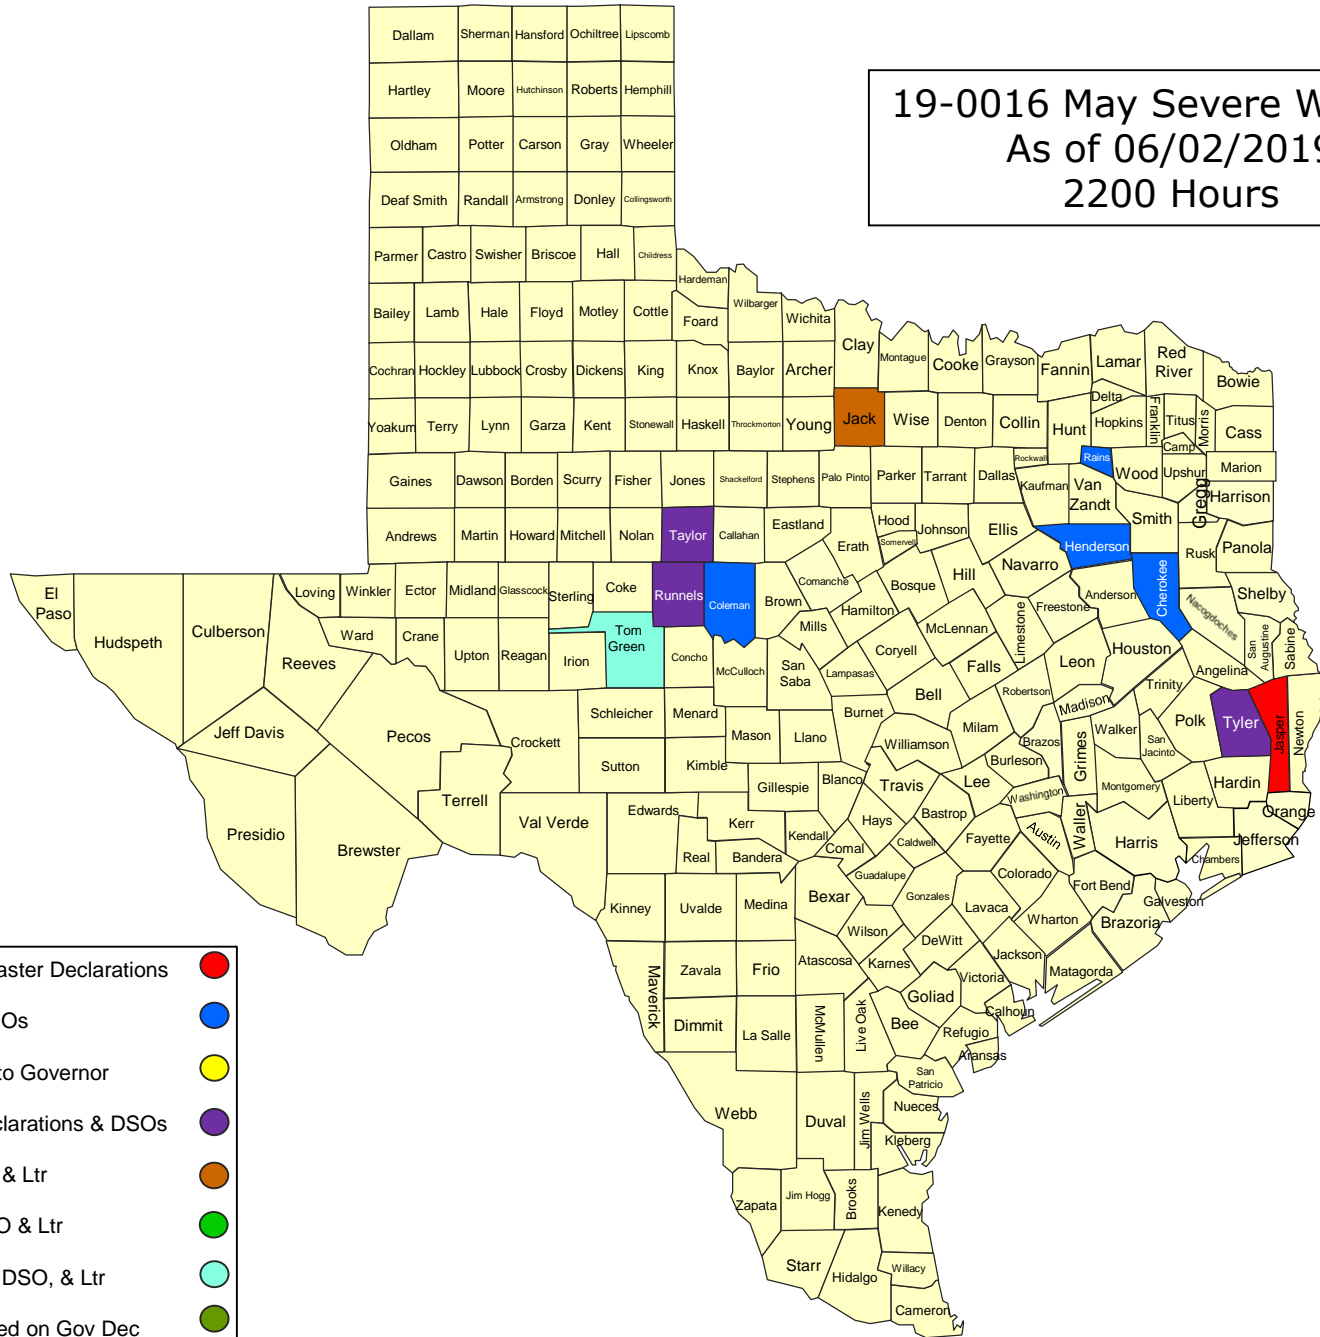 Dallam Sherman Hansford Ochiltree Lipscomb
Hartley Moore Hutchinson Roberts Hemphill
19-0016 May Severe W
As of 06/02/2019
2200 Hours
Oldham Potter Carson Gray Wheeler
Deaf Smith Randall Armstrong Donley Collingsworth
Parmer Castro Swisher Briscoe Hall Childress
Hardeman
Bailey Lamb Hale Floyd Motley Cottle Foard Wilbarger Wichita
Clay Montague Cooke Grayson Fannin Lamar Red River Bowie
Cochran Hockley Lubbock Crosby Dickens King Knox Baylor Archer
Delta
Yoakum Terry Lynn Garza Kent Stonewall Haskell Throckmorton Young Jack Wise Denton Collin Hunt Hopkins Franklin Titus Morris Cass
Camp
Rockwall Rains
Gaines Dawson Borden Scurry Fisher Jones Shackelford Stephens Palo Pinto Parker Tarrant Dallas Kaufman Van Zandt Wood Upshur Marion
Gregg Harrison
Andrews Martin Howard Mitchell Nolan Taylor Callahan Eastland Erath Hood Somervell Johnson Ellis Henderson Smith Rusk Panola
El Paso Hudspeth Culberson Reeves Loving Winkler Ector Midland Glasscock Sterling Coke Runnels Coleman Brown Comanche Hamilton Bosque Hill Navarro Freestone Anderson Cherokee Nacogdoches Shelby
Ward Crane Upton Reagan Irion Tom Green Concho McCulloch Mills San Saba Lampasas Coryell McLennan Limestone Falls Leon Houston Angelina San Augustine Sabine
Jeff Davis Pecos Crockett Schleicher Menard Mason Llano Burnet Bell Milam Robertson Madison Trinity Polk Tyler Jasper Newton
Sutton Kimble Williamson Brazos Burleson Grimes Walker San Jacinto
Terrell Val Verde Edwards Gillespie Blanco Travis Lee Washington Montgomery Liberty Hardin
Presidio Brewster Kerr Kendall Hays Bastrop Fayette Austin Waller Harris Orange
Real Bandera Comal Caldwell Jefferson Chambers
Kinney Uvalde Medina Bexar Guadalupe Gonzales Lavaca Colorado Fort Bend Galveston
Wilson DeWitt Wharton Brazoria
Maverick Zavala Frio Atascosa Karnes Victoria Jackson Matagorda
Dimmit La Salle McMullen Live Oak Bee Goliad Refugio Calhoun
Aransas
San Patricio
Webb Duval Jim Wells Nueces
Kleberg
Zapata Jim Hogg Brooks Kenedy
Starr Hidalgo Willacy
Cameron
aster Declarations
Os
to Governor
clarations & DSOs
& Ltr
O & Ltr
DSO, & Ltr
ed on Gov Dec